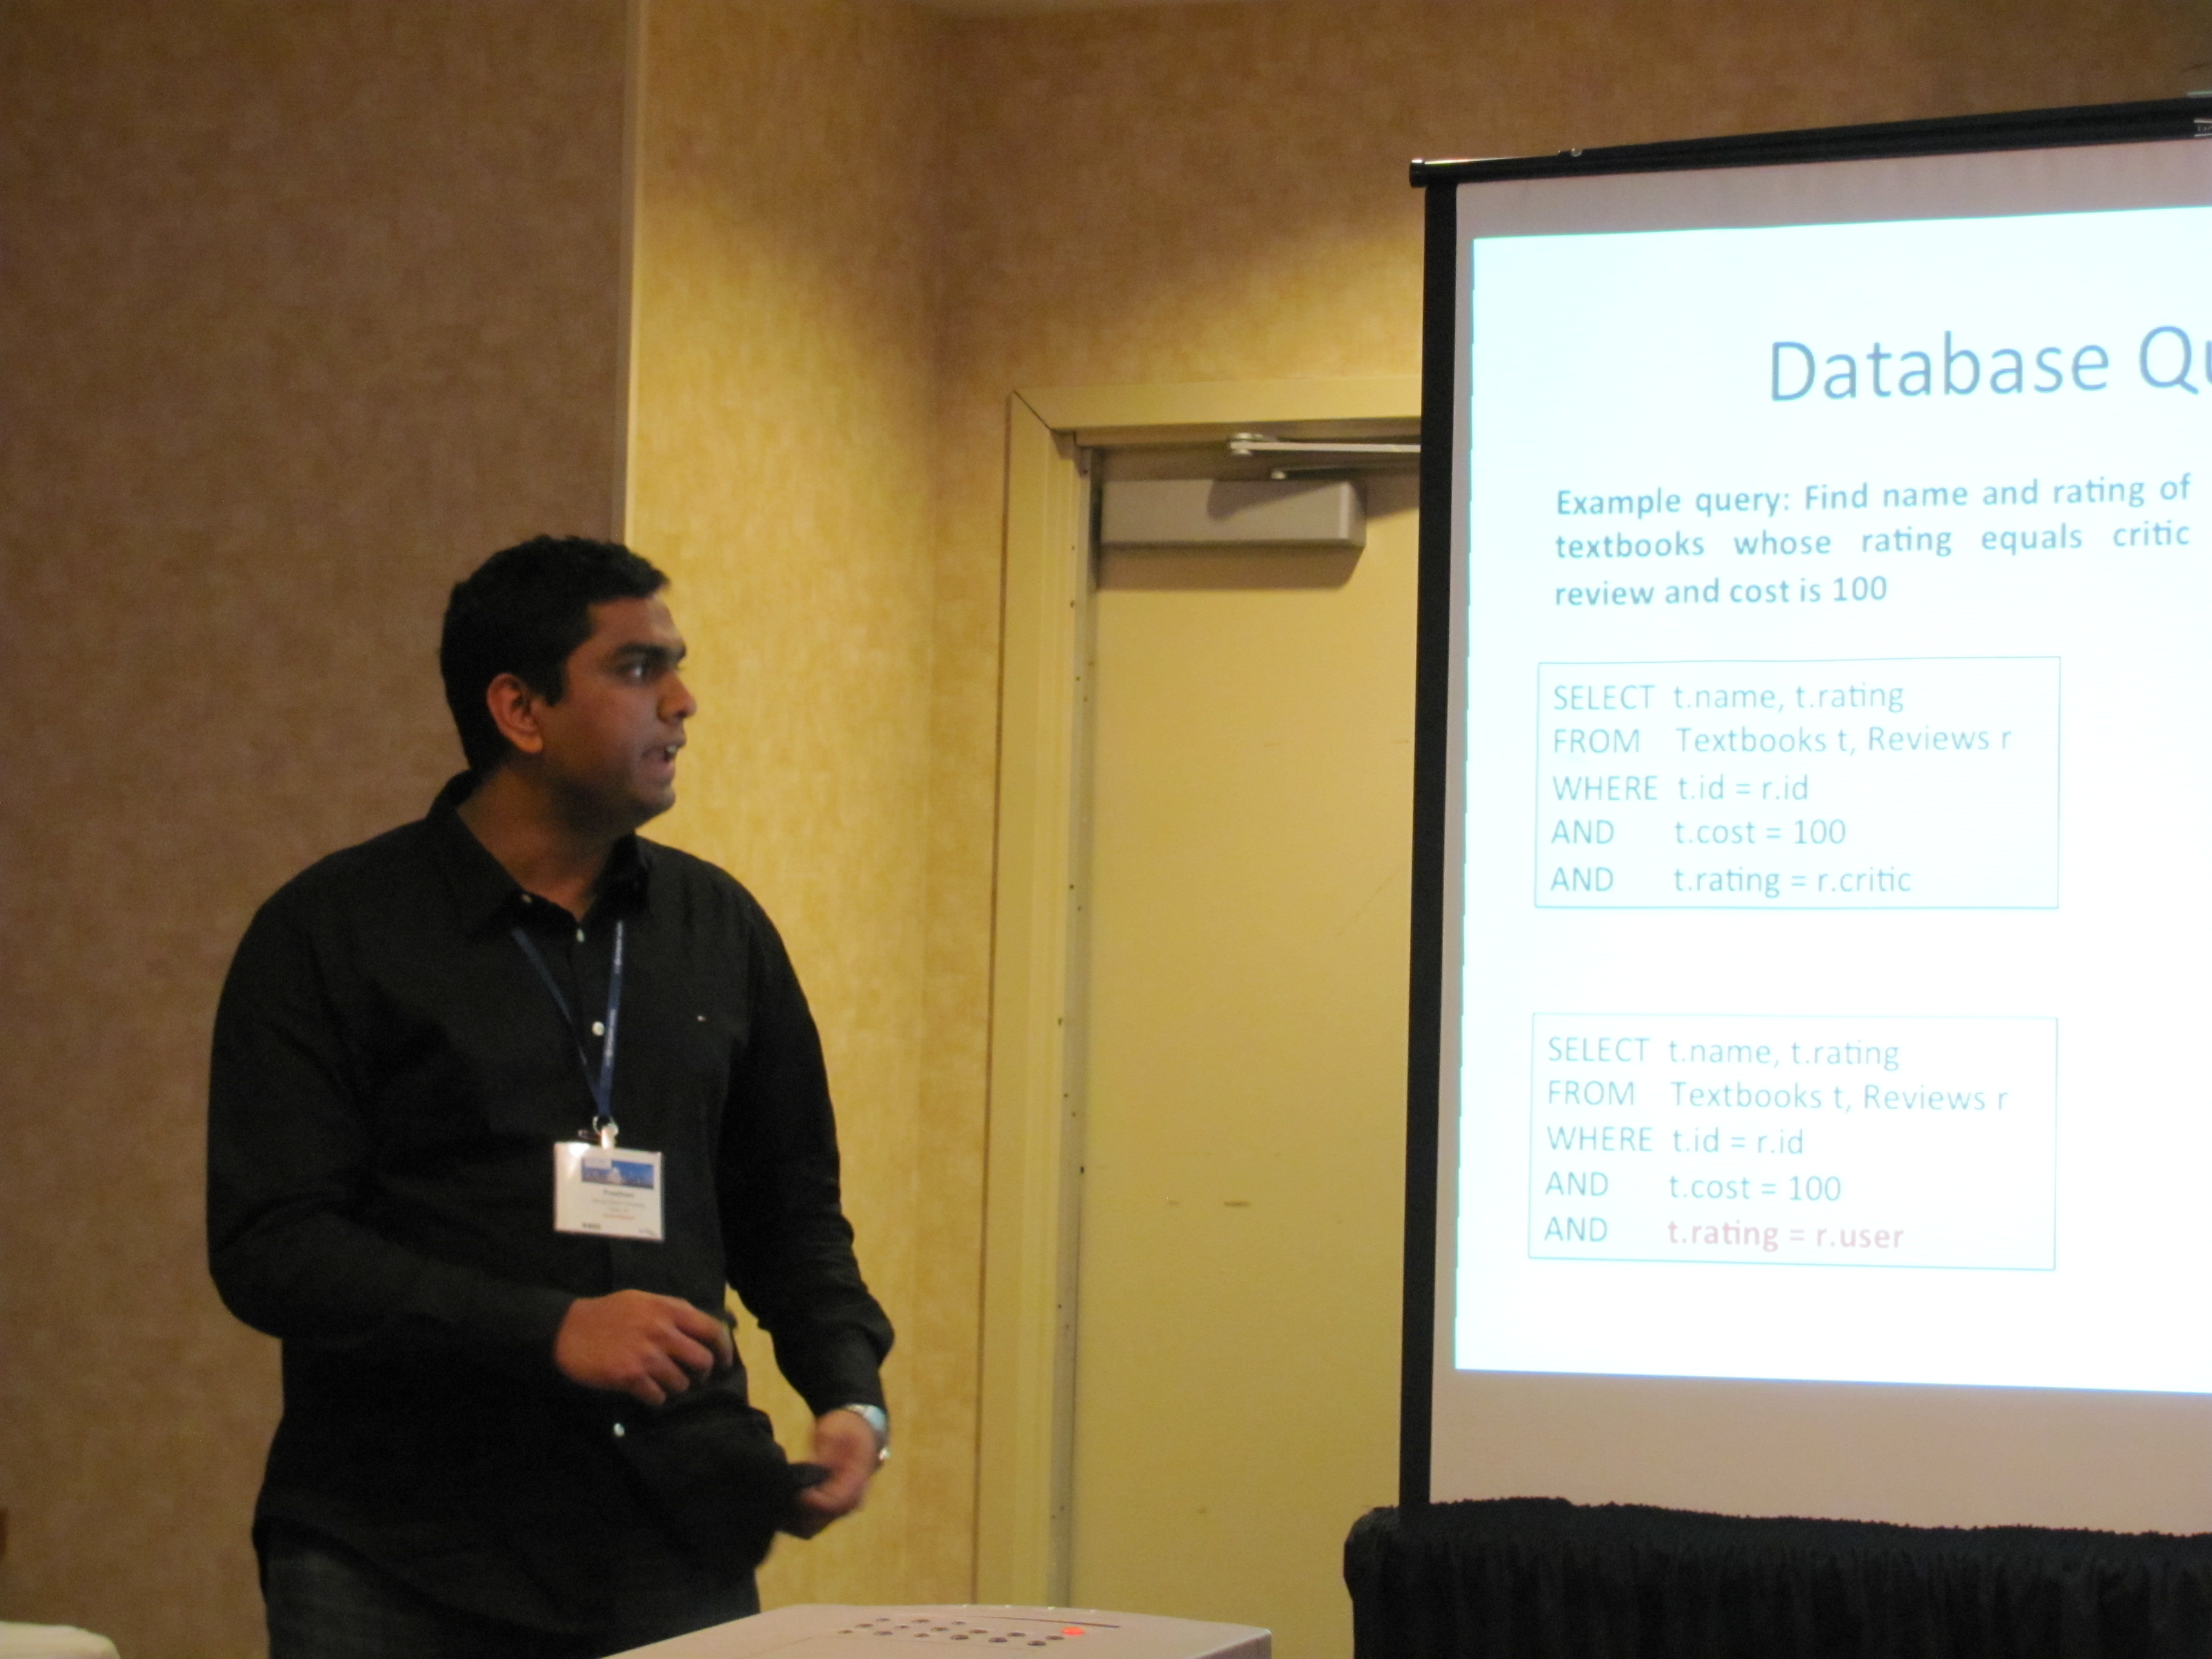 Database Qu
Example query: Find name and rating of
textbooks whose rating equals critic
review and cost is 100
SELECT t.name, t.rating
FROM Textbooks t, Reviews r
WHERE t.id = r.id
AND t.cost = 100
AND t.rating = r.critic
SELECT t.name, t.rating
FROM Textbooks t, Reviews r
WHERE t.id = r.id
AND t.cost = 100
AND t.rating = r.user